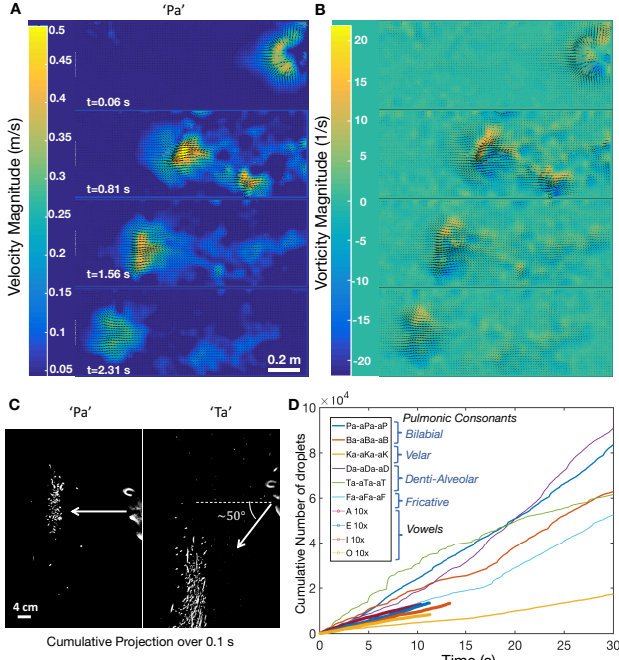 A
'Pa'
B
Velocity Magnitude (m/s)
0.5
0.45
0.4
0.35
0.3
0.25
0.2
0.15
0.1
0.05
t=0.06 s
t=0.81 s
t=1.56 s
t=2.31 s
0.2 m
Vorticity Magnitude (1/s)
20
15
10
5
0
-5
-10
-15
-20
C
'Pa'
'Ta'
~50°
4 cm
Cumulative Projection over 0.1 s
D
Cumulative Number of droplets
10 × 10⁴
8
6
4
2
0
0 5 10 15 20 25 30
Time (s)
Pulmonic Consonants
Pa-aPa-aP
Ba-aBa-aB
Bilabial
Ka-aKa-aK
Velar
Da-aDa-aD
Ta-aTa-aT
Denti-Alveolar
Fa-aFa-aF
Fricative
A 10x
E 10x
I 10x
O 10x
Vowels